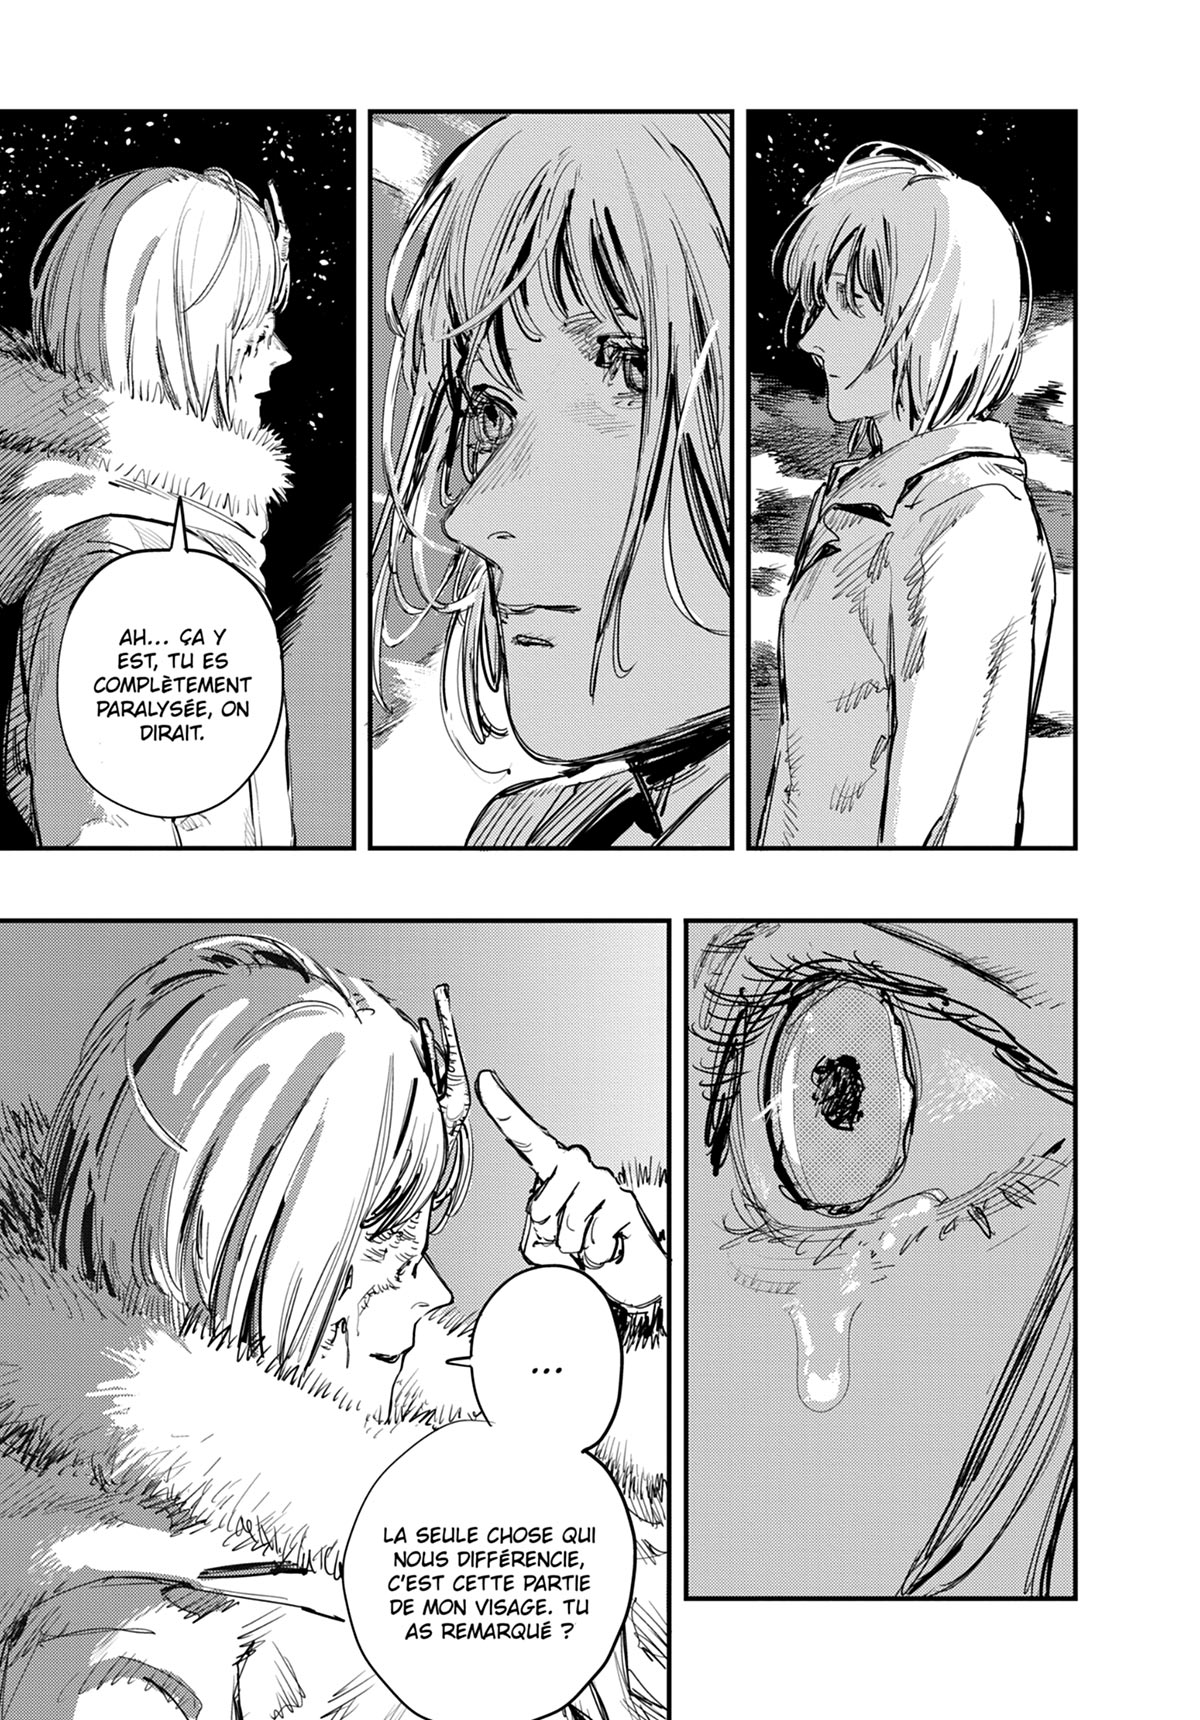 AH... ÇA Y
EST, TU ES
COMPLÈTEMENT
PARALYSÉE, ON
DIRAIT.
...
LA SEULE CHOSE QUI
NOUS DIFFÉRENCIE,
C'EST CETTE PARTIE
DE MON VISAGE. TU
AS REMARQUÉ ?